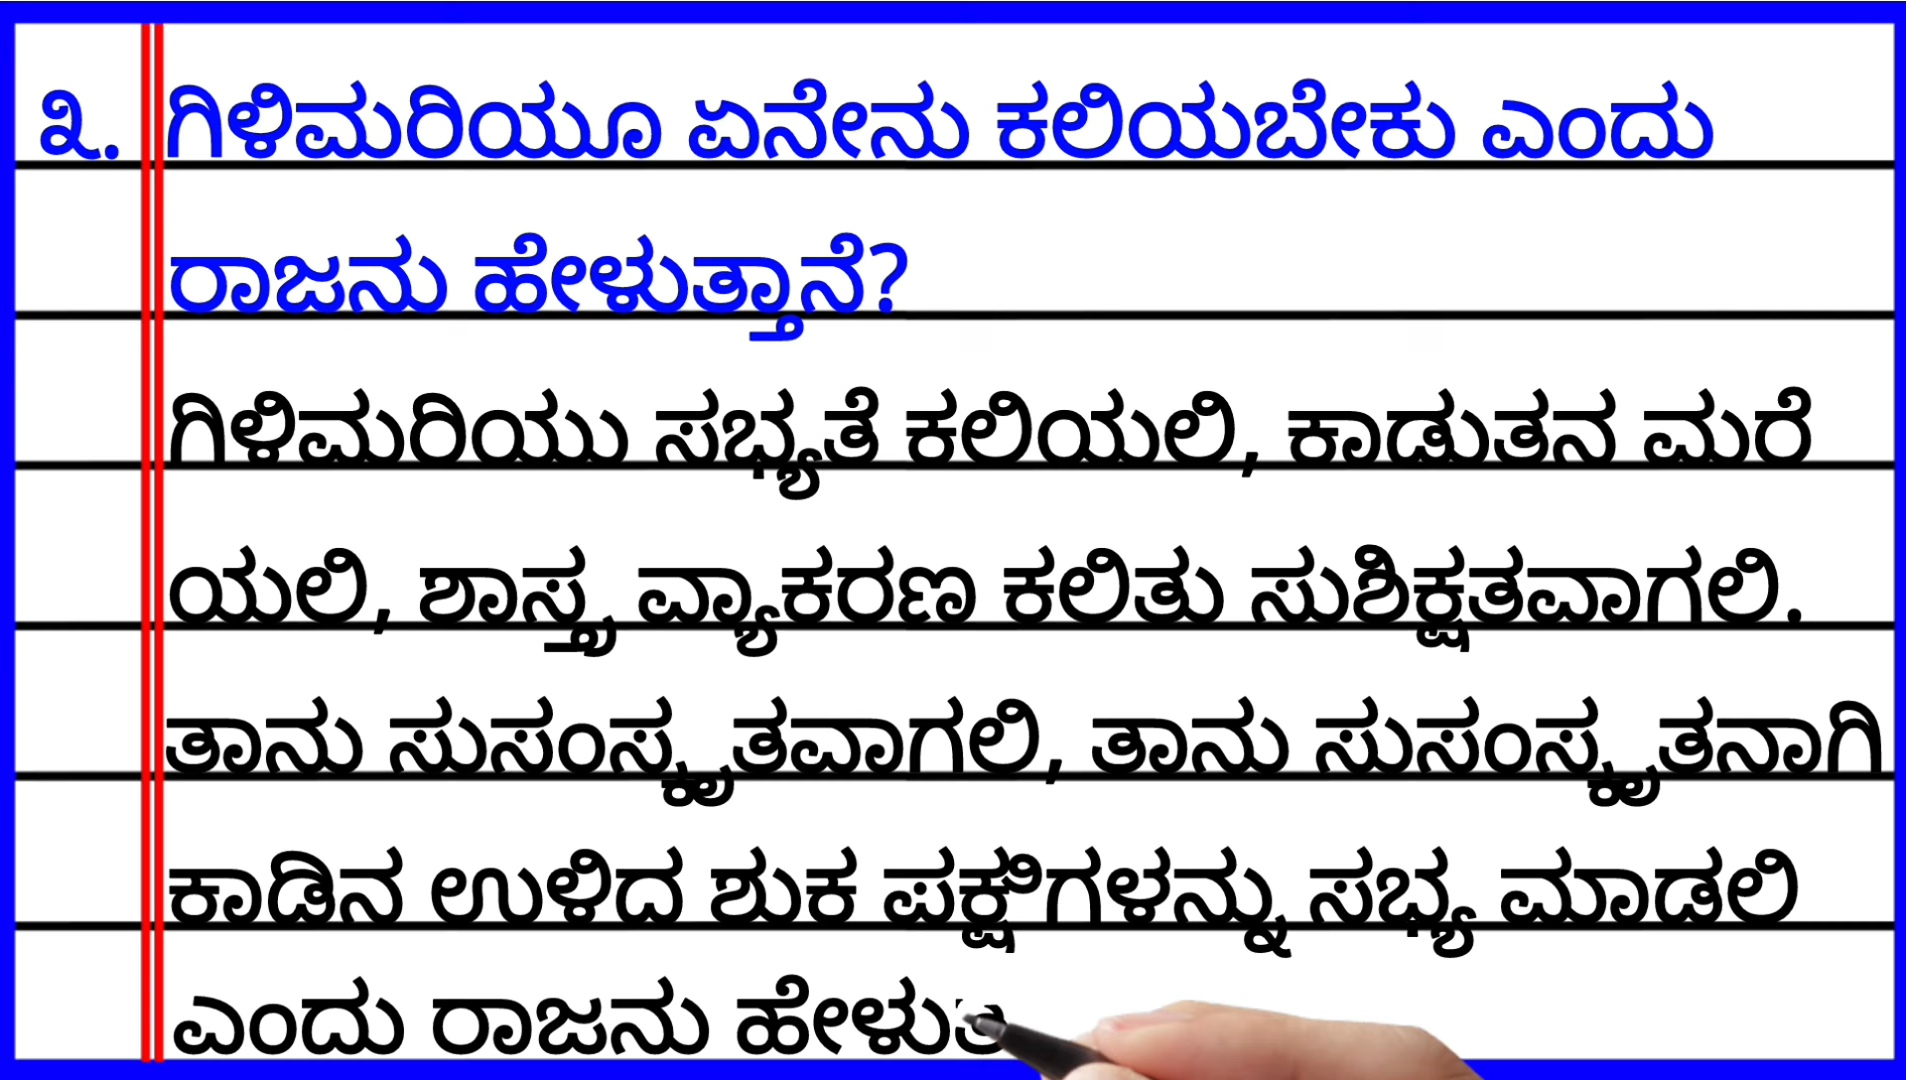 ೩. ಗಿಳಿಮರಿಯೂ ಏನೇನು ಕಲಿಯಬೇಕು ಎಂದು
ರಾಜನು ಹೇಳುತ್ತಾನೆ?
ಗಿಳಿಮರಿಯು ಸಭ್ಯತೆ ಕಲಿಯಲಿ, ಕಾಡುತನ ಮರೆ
ಯಲಿ, ಶಾಸ್ತೃ ವ್ಯಾಕರಣ ಕಲಿತು ಸುಶಿಕ್ಷತವಾಗಲಿ.
ತಾನು ಸುಸಂಸ್ಕೃತವಾಗಲಿ, ತಾನು ಸುಸಂಸ್ಕೃತನಾಗಿ
ಕಾಡಿನ ಉಳಿದ ಶುಕ ಪಕ್ಷಿಗಳನ್ನು ಸಭ್ಯ ಮಾಡಲಿ
ಎಂದು ರಾಜನು